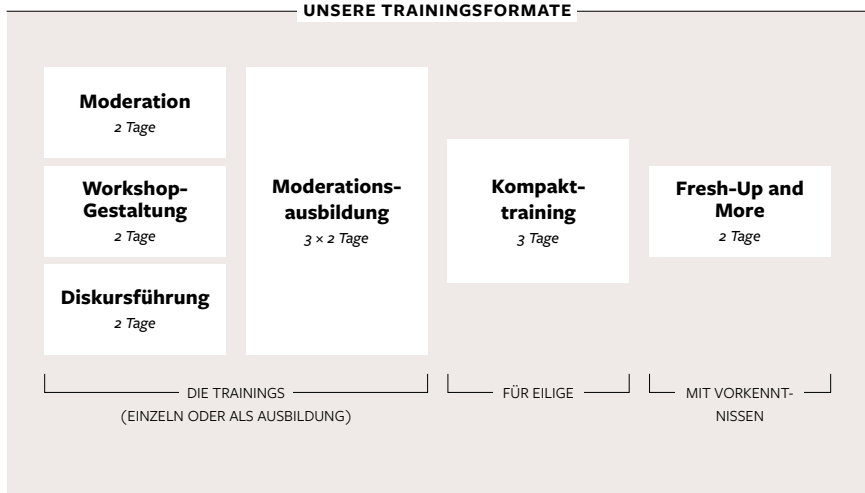 UNSERE TRAININGSFORMATE
Moderation
2 Tage
Workshop-
Gestaltung
2 Tage
Diskursführung
2 Tage
Moderations-
ausbildung
3 × 2 Tage
Kompakt-
training
3 Tage
Fresh-Up and
More
2 Tage
DIE TRAININGS
(EINZELN ODER ALS AUSBILDUNG)
FÜR EILIGE
MIT VORKENNT-
NISSEN